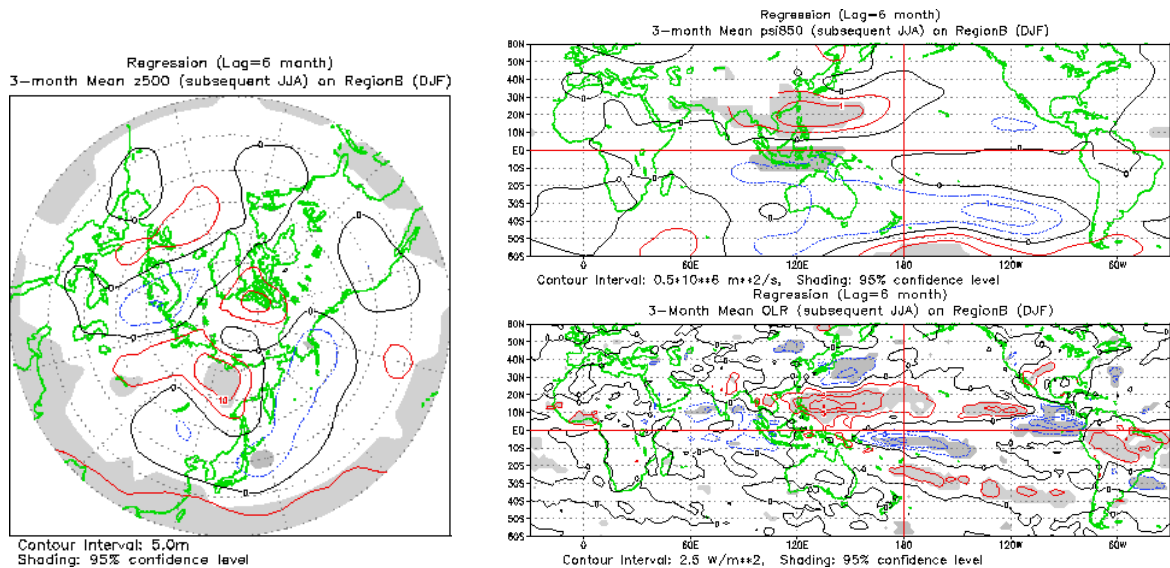 Regression (Lag=6 month)
3-month Mean z500 (subsequent JJA) on RegionB (DJF)
0
0
0
0
10
Contour Interval: 5.0m
Shading: 95% confidence level
Regression (Lag=6 month)
3-month Mean psi850 (subsequent JJA) on RegionB (DJF)
60N
50N
40N
30N
20N
10N
EQ
10S
20S
30S
40S
50S
60S
0
60E
120E
180
120W
60W
Contour Interval: 0.5*10**6 m**2/s, Shading: 95% confidence level
Regression (Lag=6 month)
3-Month Mean OLR (subsequent JJA) on RegionB (DJF)
60N
50N
40N
30N
20N
10N
EQ
10S
20S
30S
40S
50S
60S
0
60E
120E
180
120W
60W
Contour Interval: 2.5 W/m**2, Shading: 95% confidence level